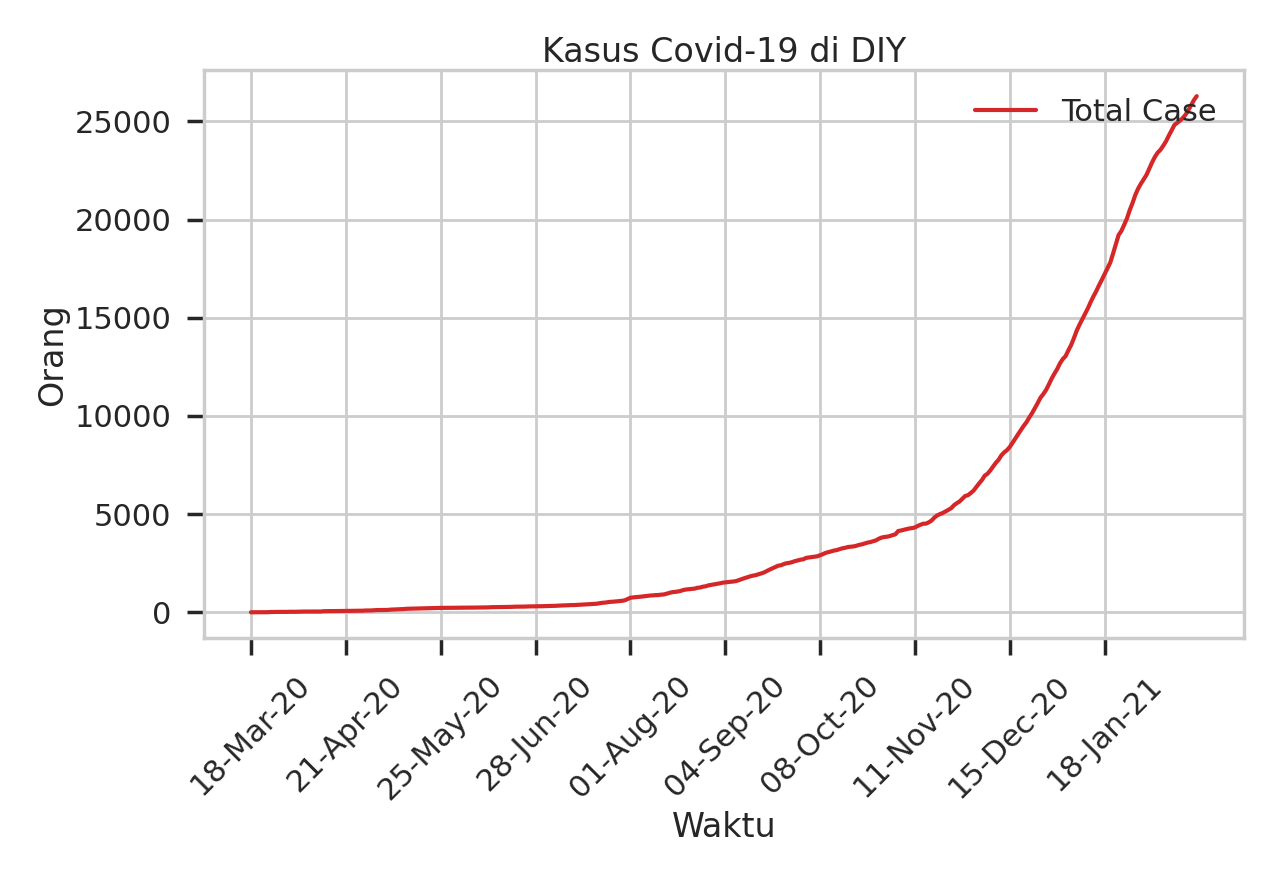 Kasus Covid-19 di DIY
Total Case
Orang
25000
20000
15000
10000
5000
0
18-Mar-20
21-Apr-20
25-May-20
28-Jun-20
01-Aug-20
04-Sep-20
08-Oct-20
11-Nov-20
15-Dec-20
18-Jan-21
Waktu